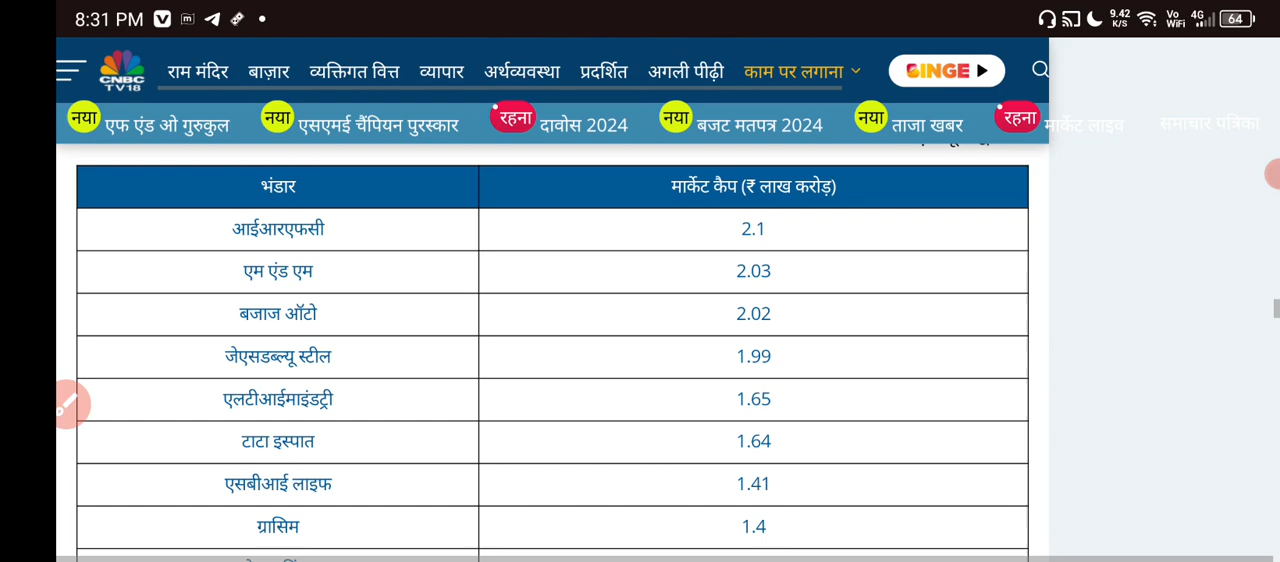 8:31 PM 9.42 K/S Vo WiFi 4G 64
CNBC TV18 राम मंदिर बाज़ार व्यक्तिगत वित्त व्यापार अर्थव्यवस्था प्रदर्शित अगली पीढ़ी काम पर लगाना BINGE
नया एफ एंड ओ गुरुकुल नया एसएमई चैंपियन पुरस्कार रहना दावोस 2024 नया बजट मतपत्र 2024 नया ताजा खबर रहना मार्केट लाइव समाचार पत्रिका
भंडार मार्केट कैप (₹ लाख करोड़)
आईआरएफसी 2.1
एम एंड एम 2.03
बजाज ऑटो 2.02
जेएसडब्ल्यू स्टील 1.99
एलटीआईमाइंडट्री 1.65
टाटा इस्पात 1.64
एसबीआई लाइफ 1.41
ग्रासिम 1.4